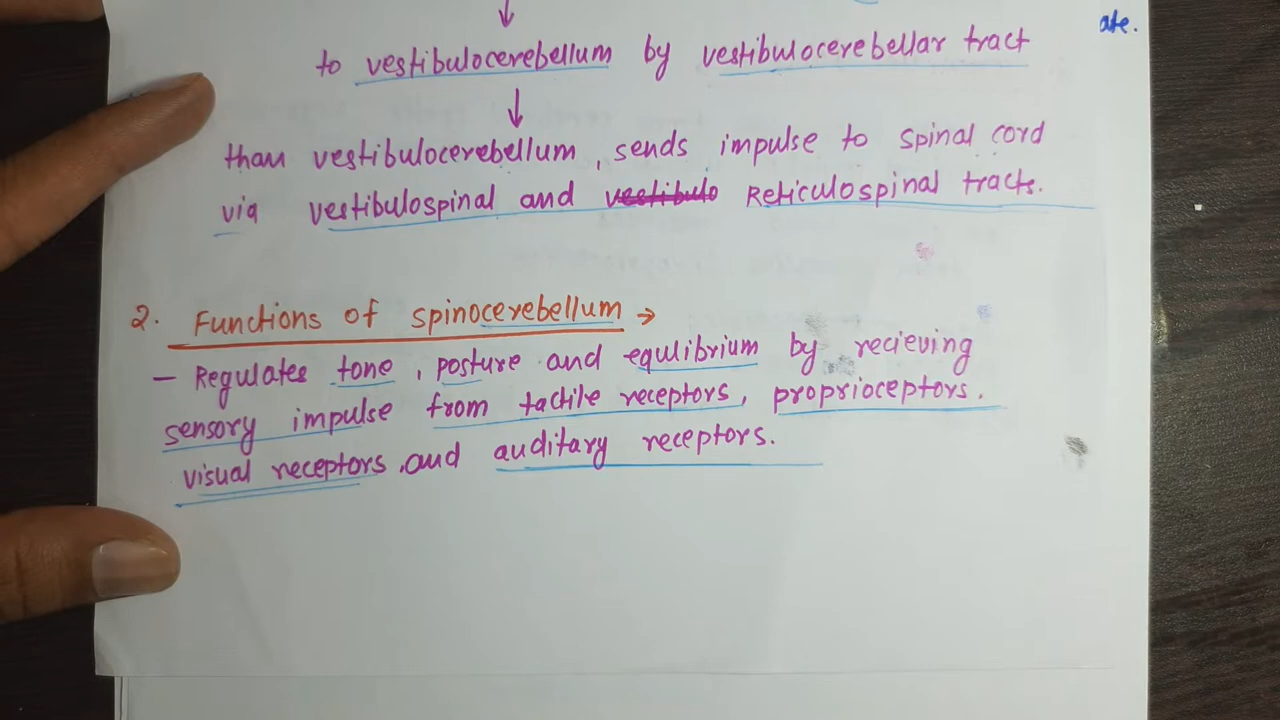 ate.
↓
to vestibulocerebellum by vestibulocerebellar tract
↓
than vestibulocerebellum, sends impulse to spinal cord
via vestibulospinal and vestibulo Reticulospinal tracts.
2. Functions of spinocerebellum →
— Regulates tone, posture and equlibrium by recieving
sensory impulse from tactile receptors, proprioceptors.
visual receptors, and auditary receptors.